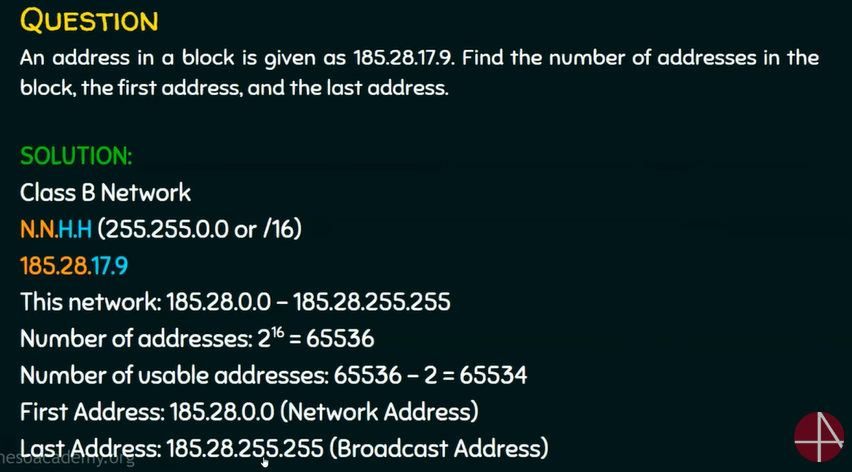 QUESTION
An address in a block is given as 185.28.17.9. Find the number of addresses in the
block, the first address, and the last address.
SOLUTION:
Class B Network
N.N.H.H (255.255.0.0 or /16)
185.28.17.9
This network: 185.28.0.0 – 185.28.255.255
Number of addresses: 2¹⁶ = 65536
Number of usable addresses: 65536 – 2 = 65534
First Address: 185.28.0.0 (Network Address)
Last Address: 185.28.255.255 (Broadcast Address)
nesoacademy.org